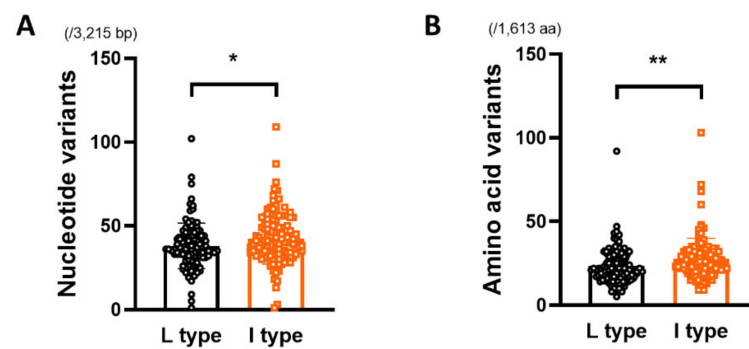 A
(/3,215 bp)
Nucleotide variants
150
100
50
0
*
L type
I type
B
(/1,613 aa)
Amino acid variants
150
100
50
0
**
L type
I type